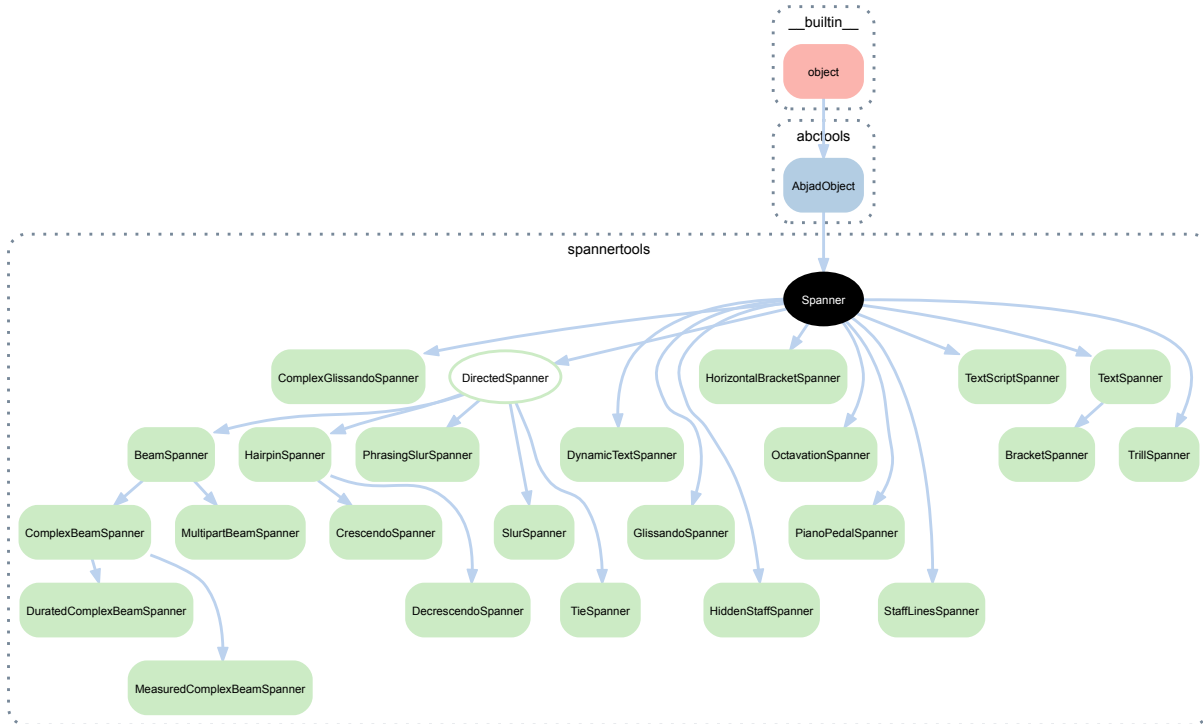 __builtin__
object
abctools
AbjadObject
spannertools
Spanner
ComplexGlissandoSpanner
DirectedSpanner
HorizontalBracketSpanner
TextScriptSpanner
TextSpanner
BeamSpanner
HairpinSpanner
PhrasingSlurSpanner
DynamicTextSpanner
OctavationSpanner
BracketSpanner
TrillSpanner
ComplexBeamSpanner
MultipartBeamSpanner
CrescendoSpanner
SlurSpanner
GlissandoSpanner
PianoPedalSpanner
DuratedComplexBeamSpanner
DecrescendoSpanner
TieSpanner
HiddenStaffSpanner
StaffLinesSpanner
MeasuredComplexBeamSpanner